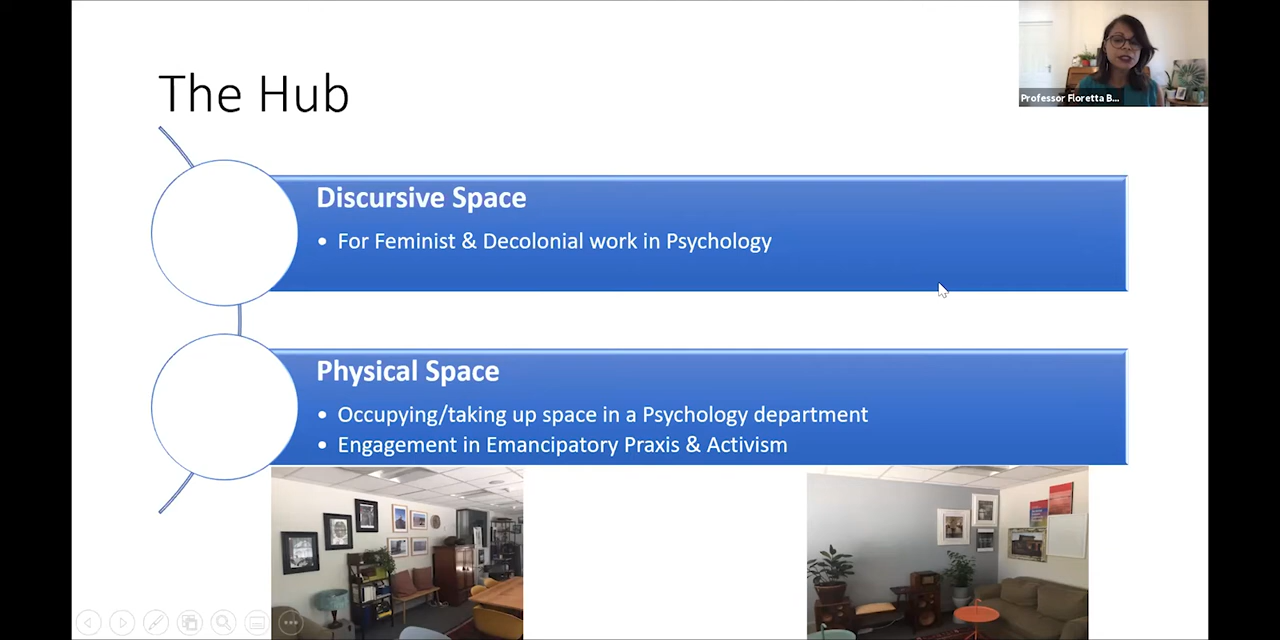 The Hub
Professor Floretta B...
Discursive Space
• For Feminist & Decolonial work in Psychology
Physical Space
• Occupying/taking up space in a Psychology department
• Engagement in Emancipatory Praxis & Activism